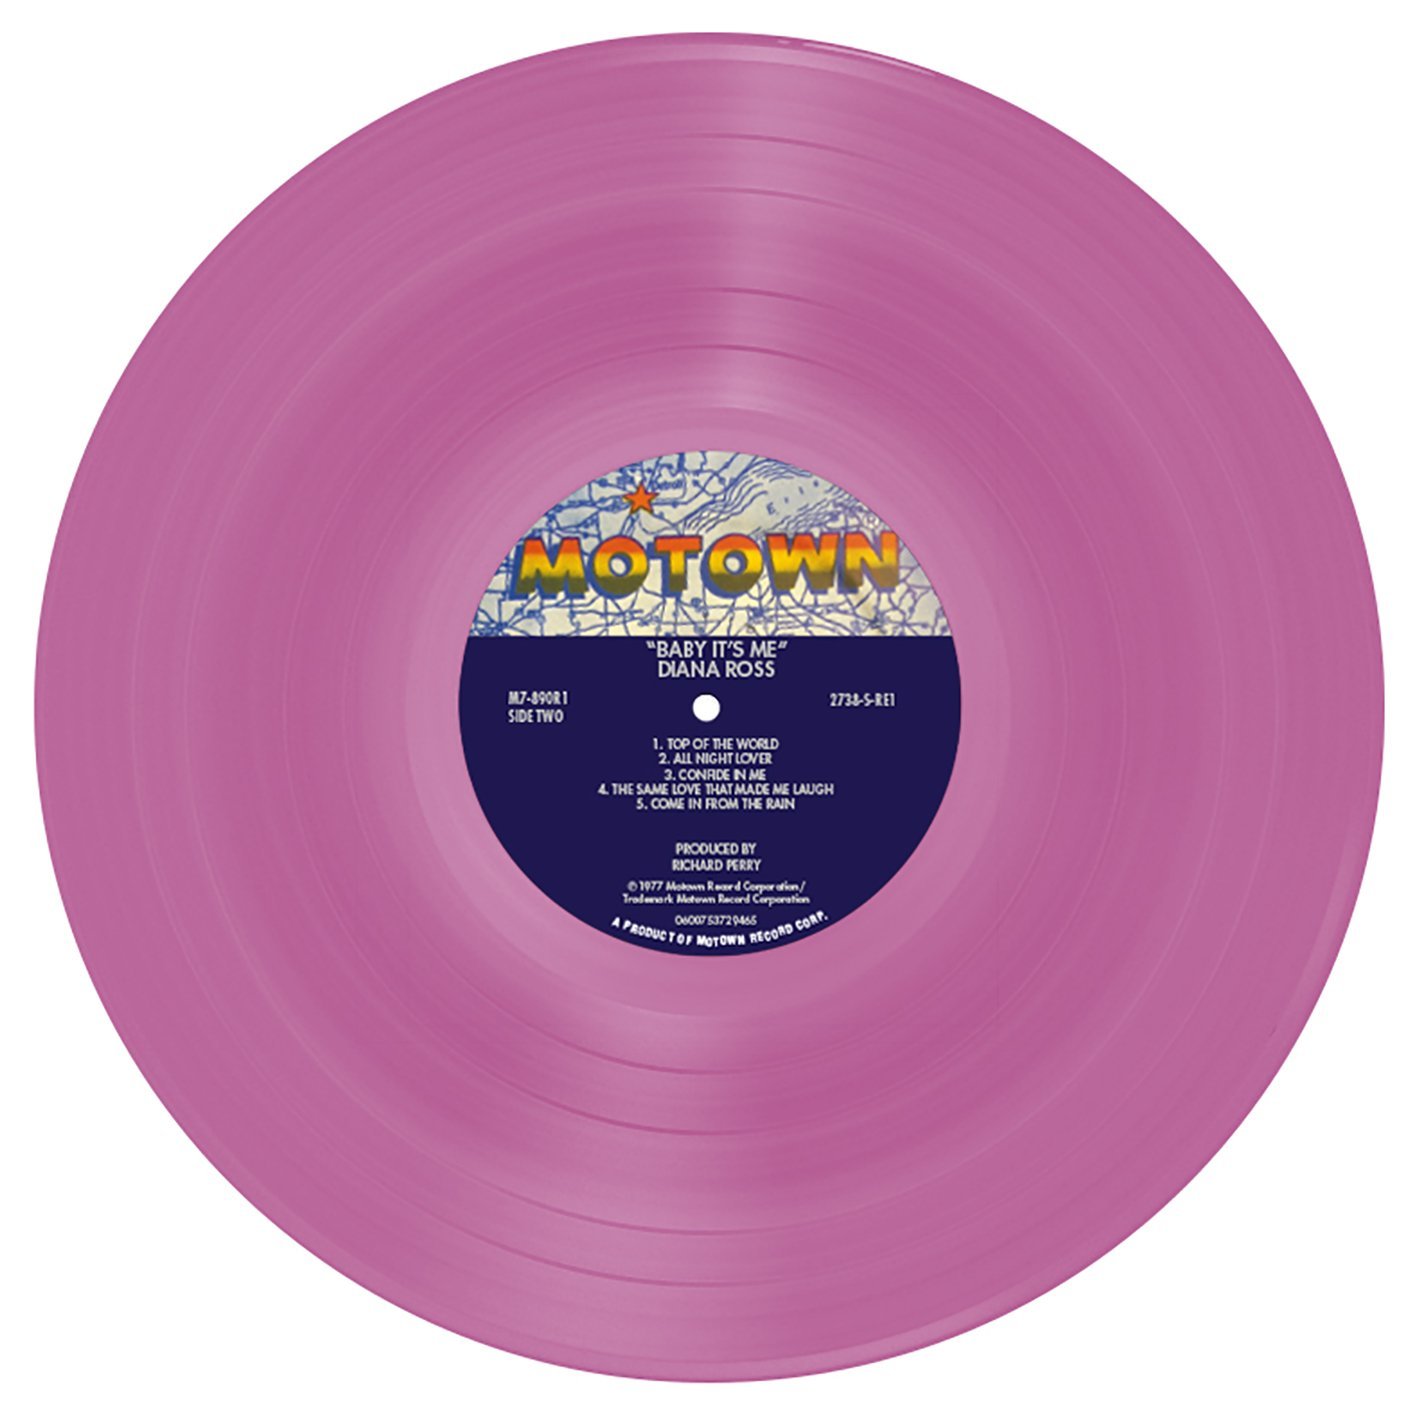 Detroit
E r i e
MOTOWN
"BABY IT'S ME"
DIANA ROSS
M7-890R1
SIDE TWO
2738-S-RE1
1. TOP OF THE WORLD
2. ALL NIGHT LOVER
3. CONFIDE IN ME
4. THE SAME LOVE THAT MADE ME LAUGH
5. COME IN FROM THE RAIN
PRODUCED BY
RICHARD PERRY
℗ 1977 Motown Record Corporation/
Trademark Motown Record Corporation
0600753729465
A PRODUCT OF MOTOWN RECORD CORP.